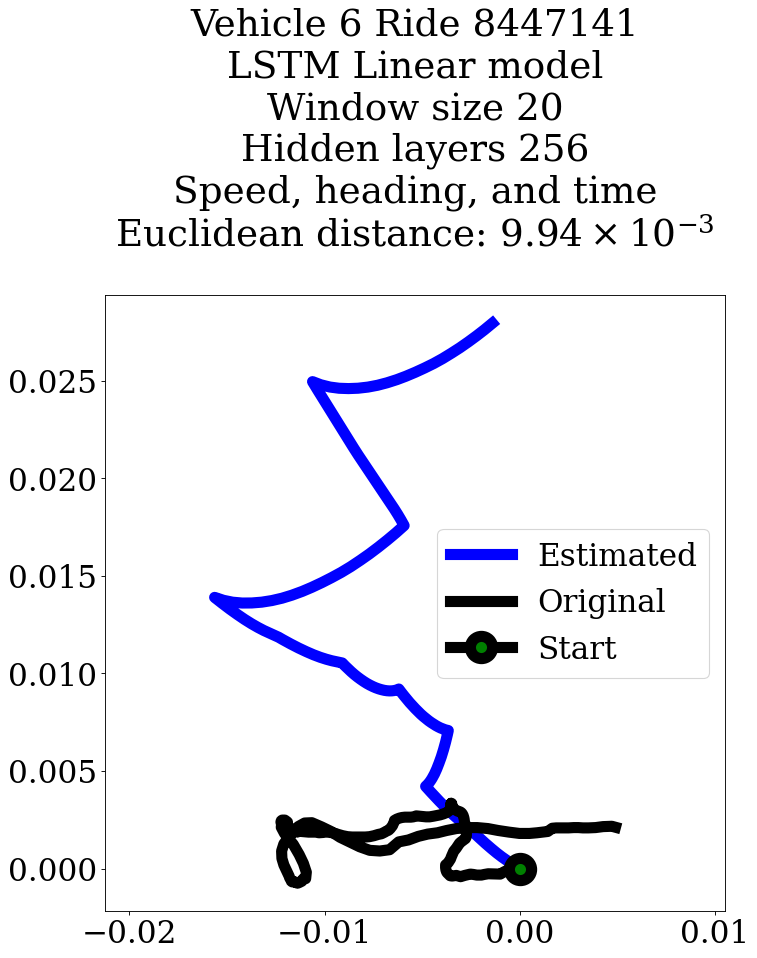 Vehicle 6 Ride 8447141
LSTM Linear model
Window size 20
Hidden layers 256
Speed, heading, and time
Euclidean distance: 9.94 × 10⁻³
0.025
0.020
0.015
0.010
0.005
0.000
Estimated
Original
Start
−0.02
−0.01
0.00
0.01